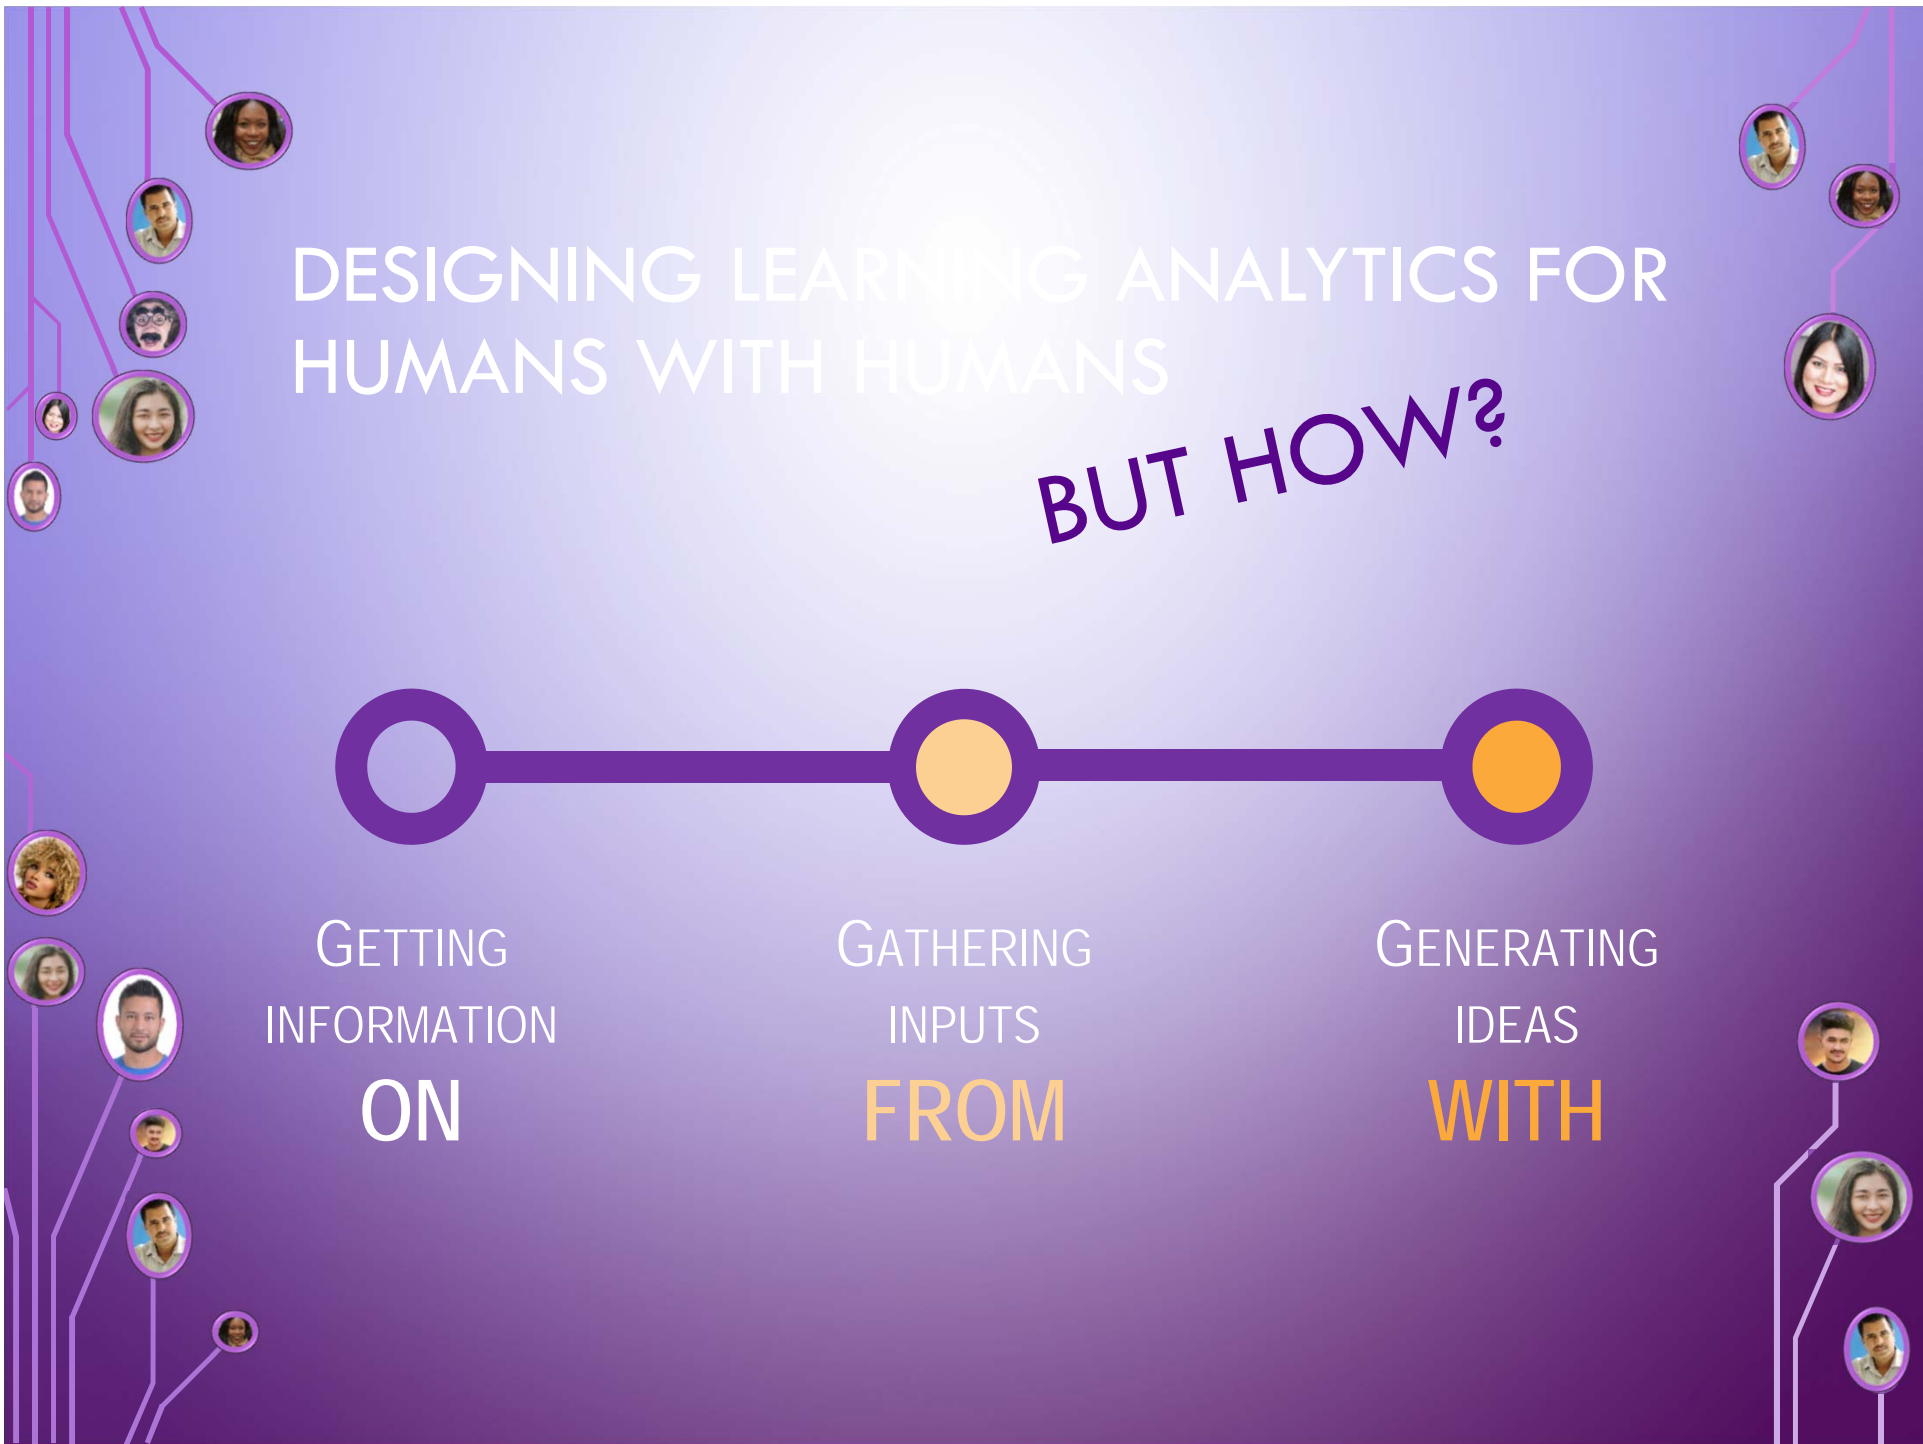 DESIGNING LEARNING ANALYTICS FOR
HUMANS WITH HUMANS
BUT HOW?
GETTING
INFORMATION
ON
GATHERING
INPUTS
FROM
GENERATING
IDEAS
WITH